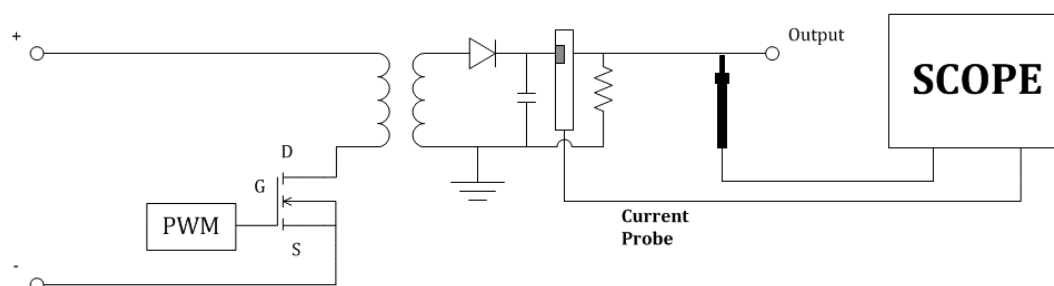 +
Output
SCOPE
D
G
PWM
S
Current
Probe
-